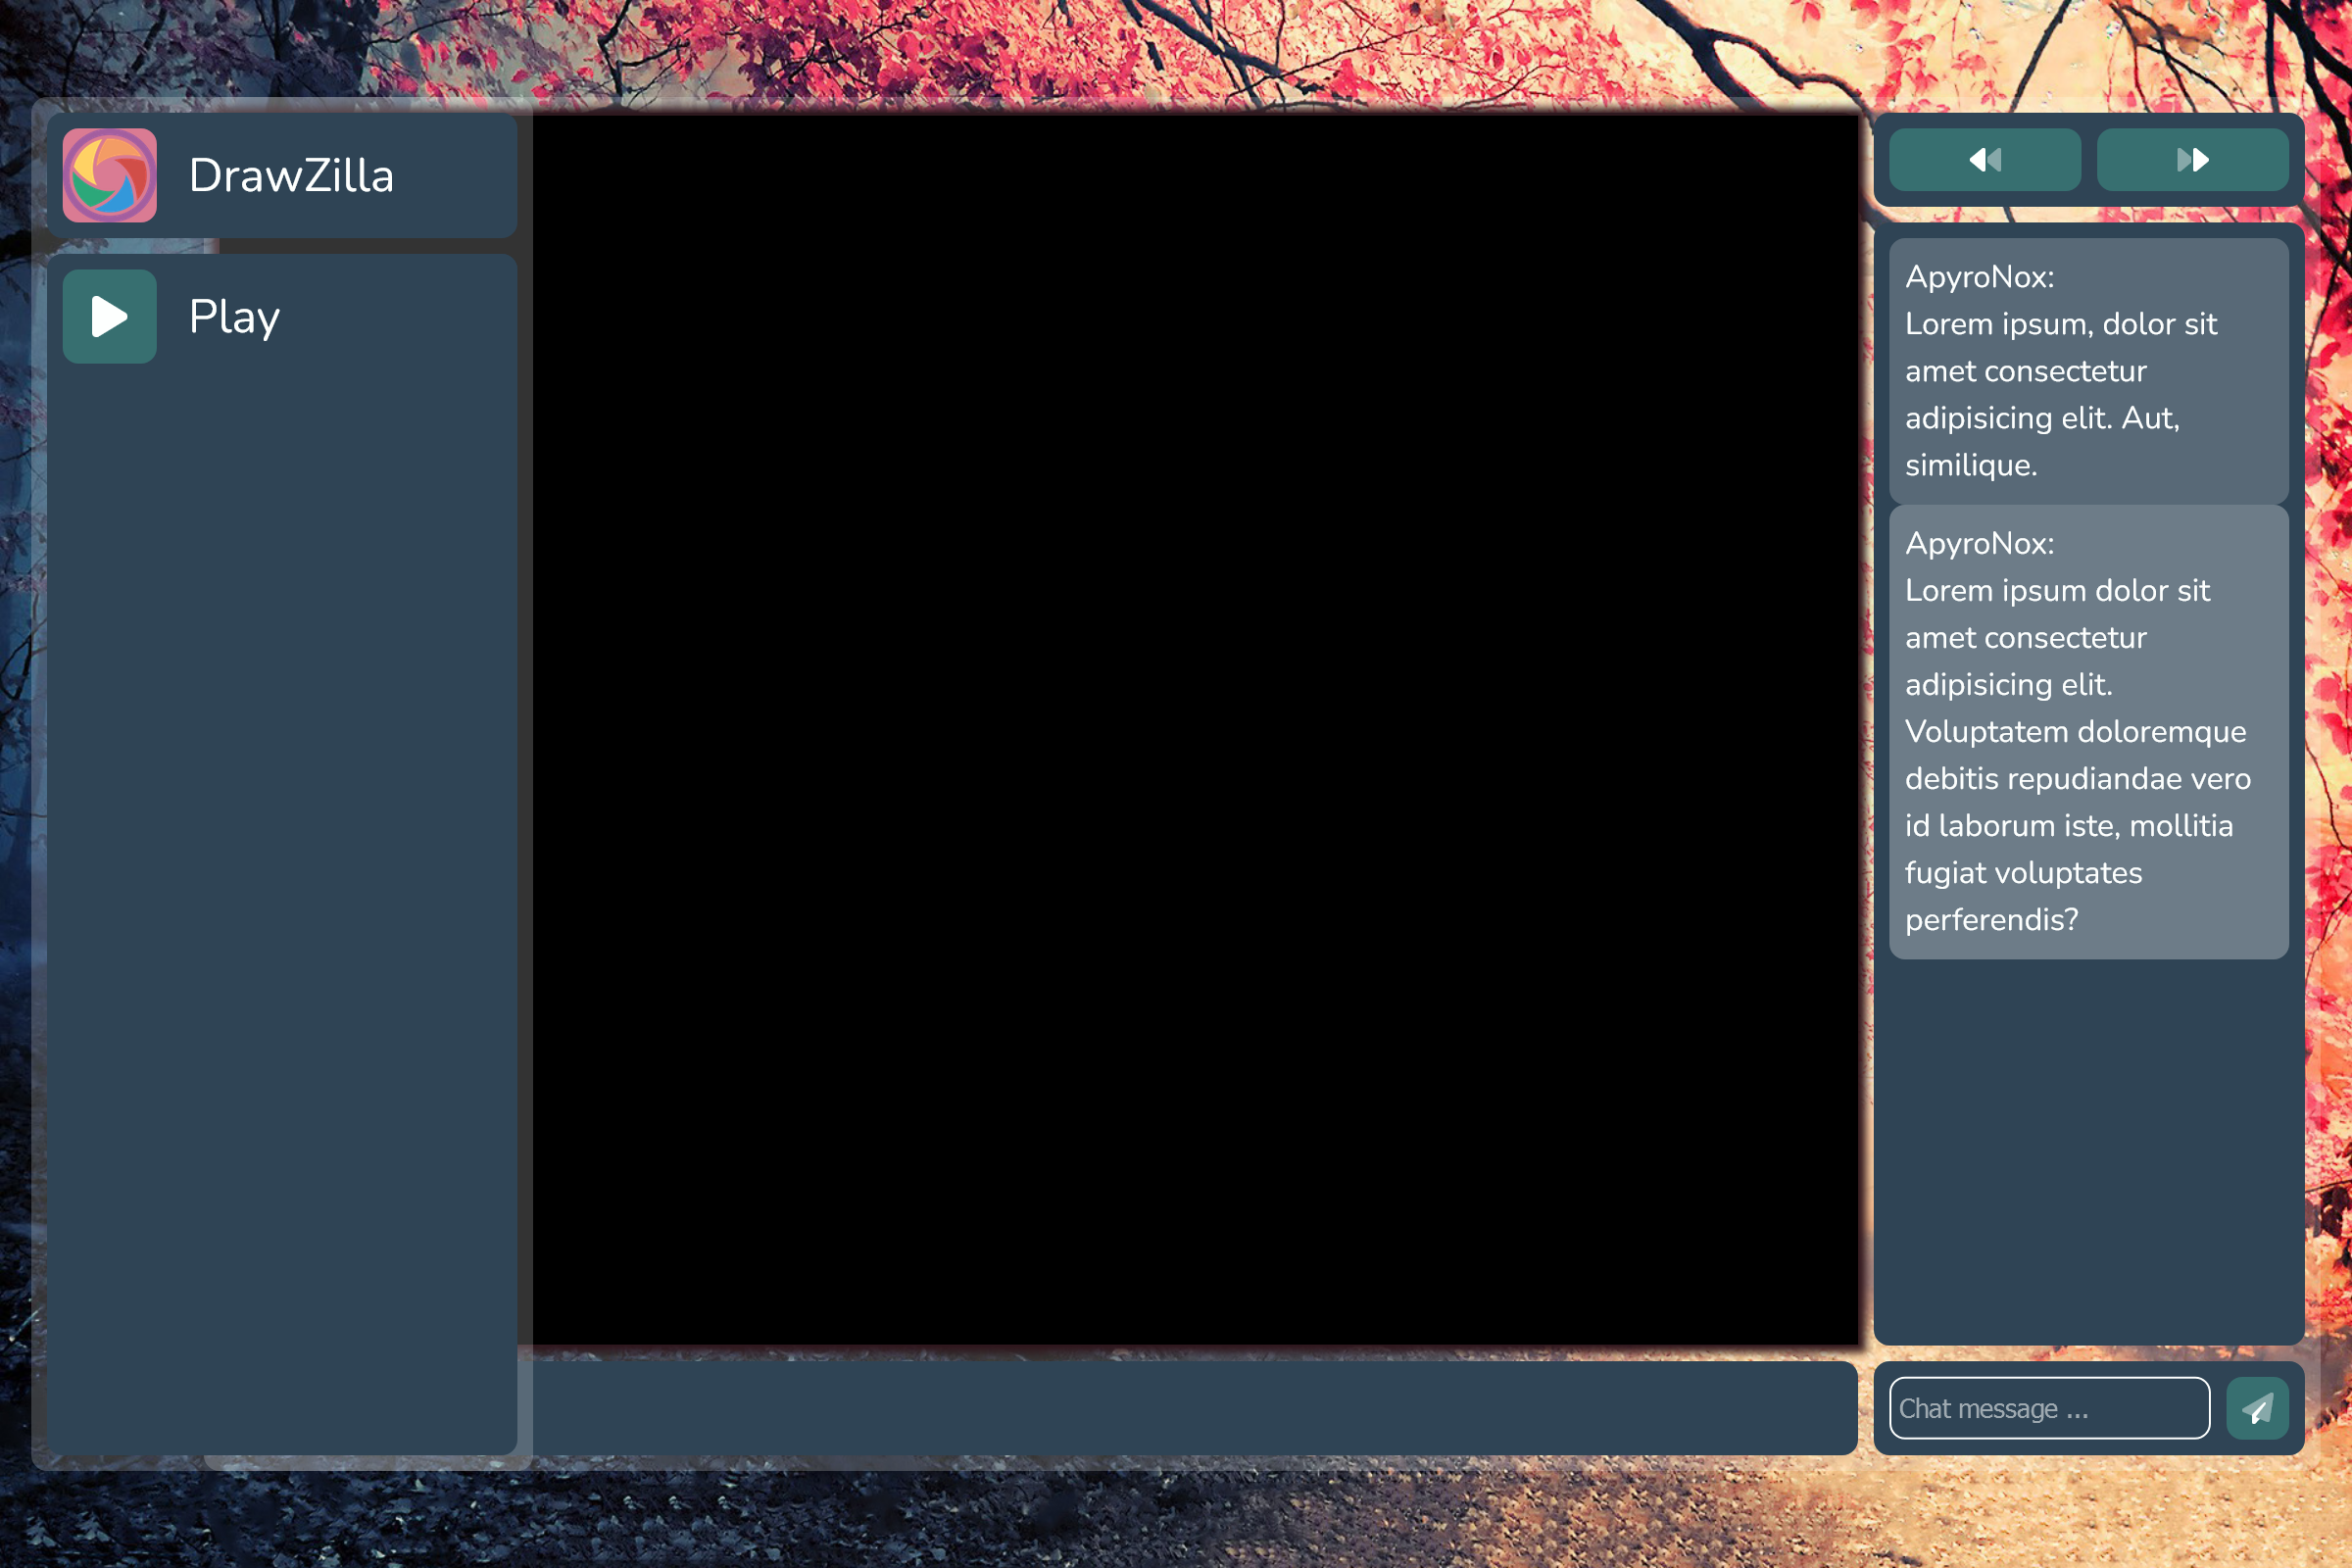 DrawZilla
Play
ApyroNox:
Lorem ipsum, dolor sit
amet consectetur
adipisicing elit. Aut,
similique.
ApyroNox:
Lorem ipsum dolor sit
amet consectetur
adipisicing elit.
Voluptatem doloremque
debitis repudiandae vero
id laborum iste, mollitia
fugiat voluptates
perferendis?
Chat message ...